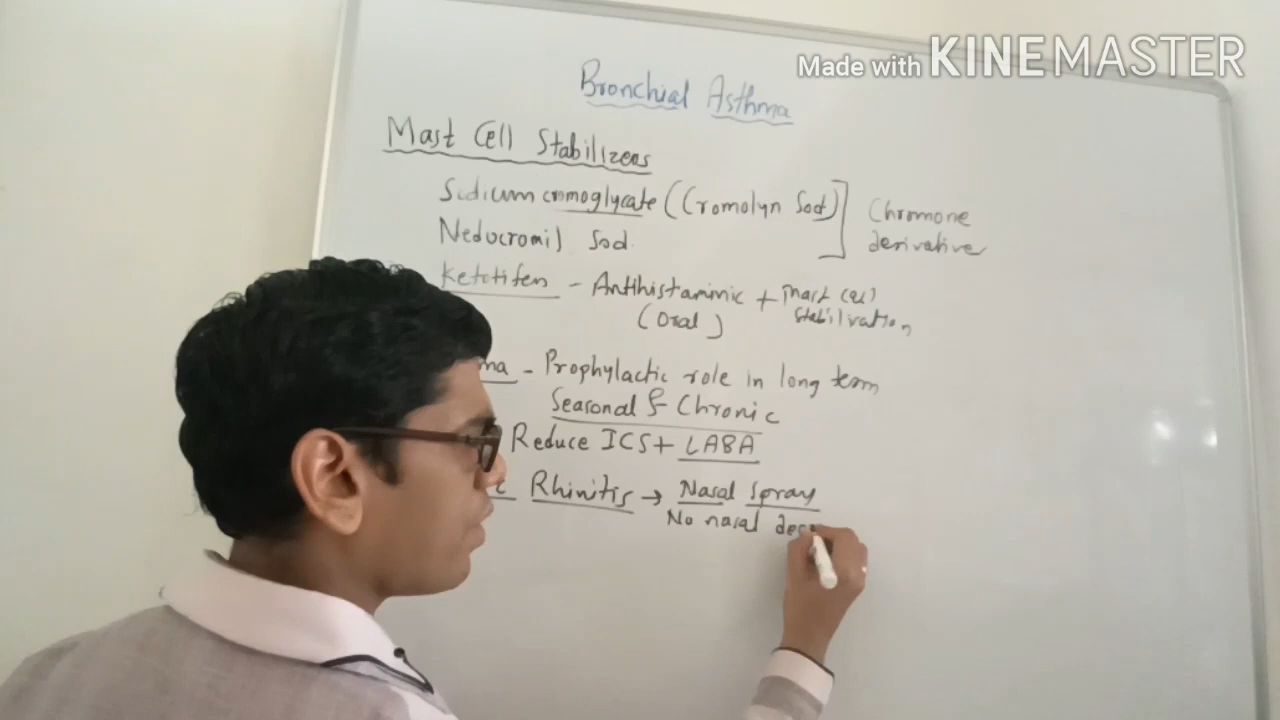 Made with KINEMASTER
Bronchial Asthma
Mast Cell Stabilizers
Sodium cromoglycate (Cromolyn Sod)
Nedocromil Sod.
Chromone
derivative
Ketotifen - Antihistaminic + Mast cell
stabilization
(Oral)
ma - Prophylactic role in long term
Seasonal & Chronic
Reduce ICS + LABA
c Rhinitis → Nasal Spray
No nasal dec